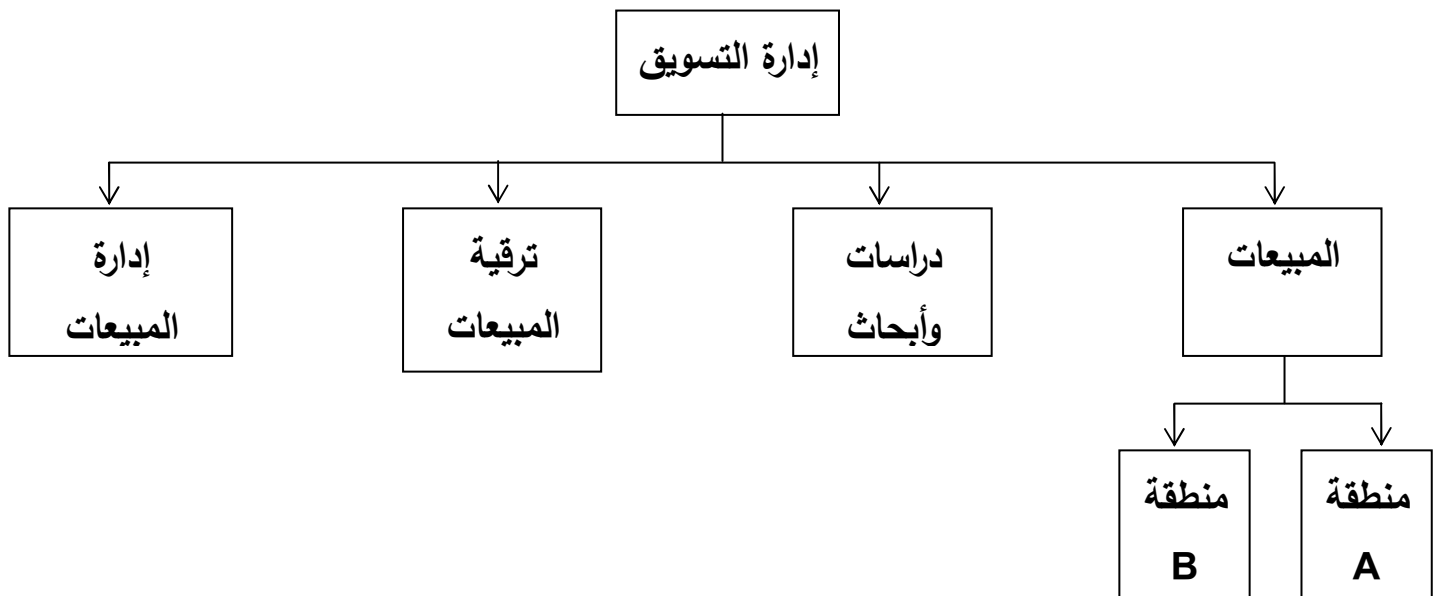 إدارة التسويق
المبيعات
دراسات
وأبحاث
ترقية
المبيعات
إدارة
المبيعات
منطقة
A
منطقة
B